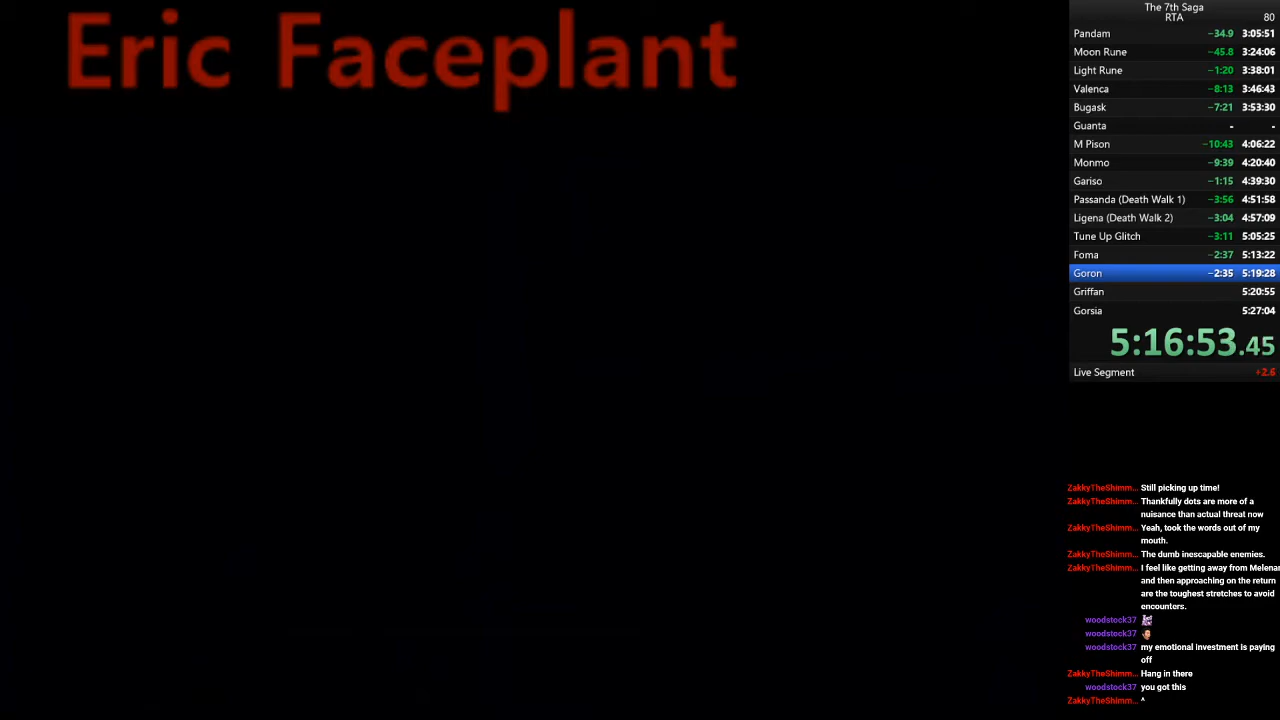 Eric Faceplant
The 7th Saga
RTA 80
Pandam -34.9 3:05:51
Moon Rune -45.8 3:24:06
Light Rune -1:20 3:38:01
Valenca -8:13 3:46:43
Bugask -7:21 3:53:30
Guanta - -
M Pison -10:43 4:06:22
Monmo -9:39 4:20:40
Gariso -1:15 4:39:30
Passanda (Death Walk 1) -3:56 4:51:58
Ligena (Death Walk 2) -3:04 4:57:09
Tune Up Glitch -3:11 5:05:25
Foma -2:37 5:13:22
Goron -2:35 5:19:28
Griffan 5:20:55
Gorsia 5:27:04
5:16:53.45
Live Segment +2.6
ZakkyTheShimm... Still picking up time!
ZakkyTheShimm... Thankfully dots are more of a
nuisance than actual threat now
ZakkyTheShimm... Yeah, took the words out of my
mouth.
ZakkyTheShimm... The dumb inescapable enemies.
ZakkyTheShimm... I feel like getting away from Melenam
and then approaching on the return
are the toughest stretches to avoid
encounters.
woodstock37
woodstock37
woodstock37 my emotional investment is paying
off
ZakkyTheShimm... Hang in there
woodstock37 you got this
ZakkyTheShimm... ^